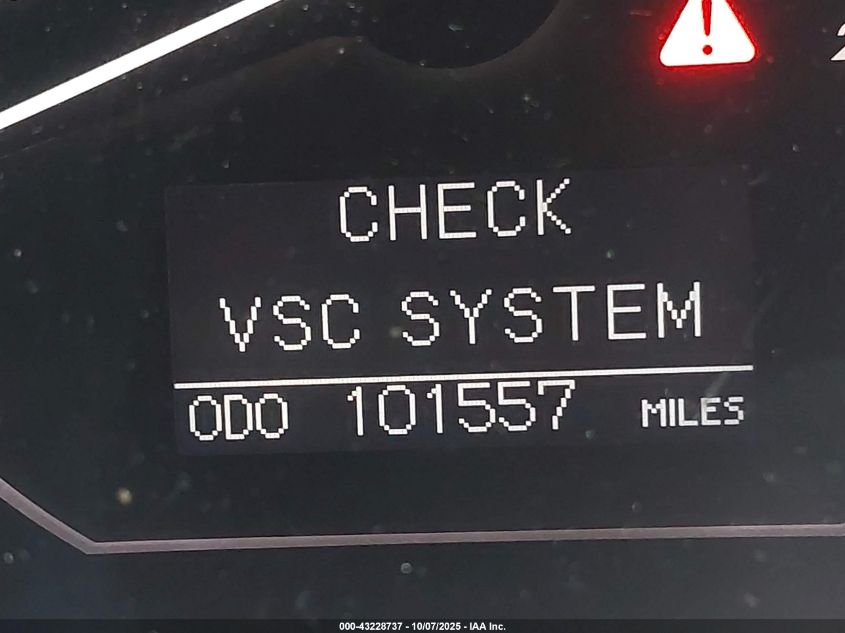 CHECK
VSC SYSTEM
ODO 101557 MILES
000-43228737 - 10/07/2025 - IAA Inc.